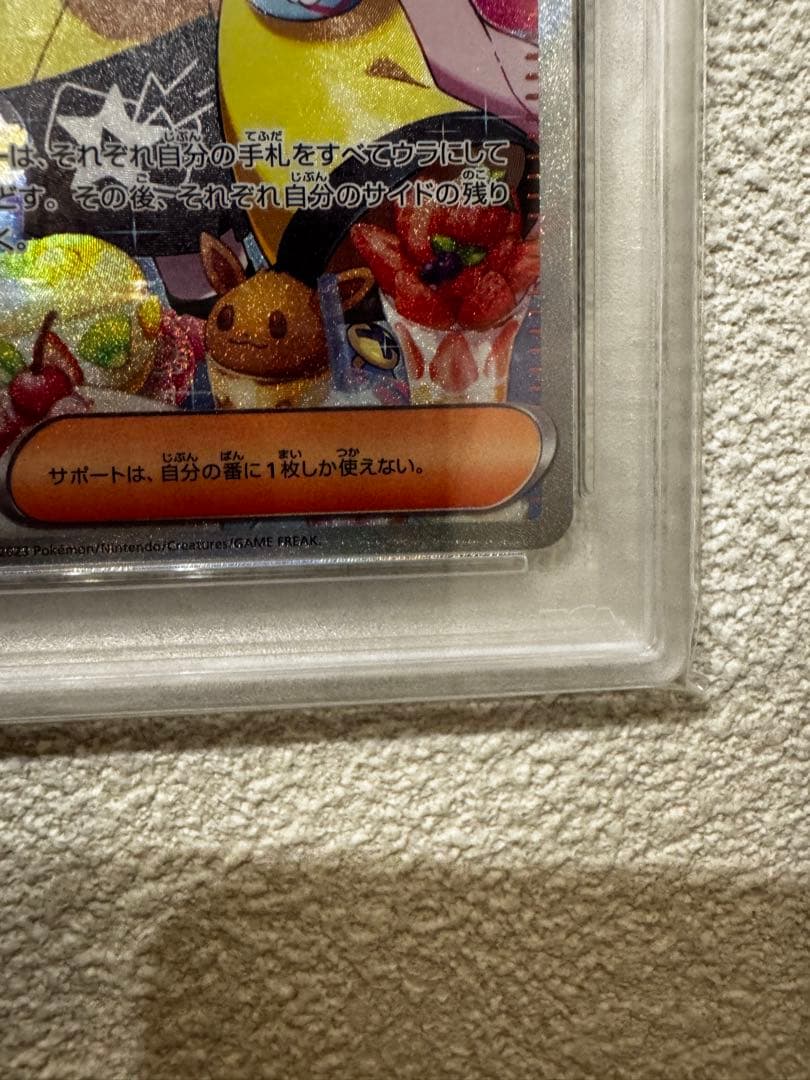 ーは、それぞれ自分の手札をすべてウラにして
どす。その後、それぞれ自分のサイドの残り
く。
サポートは、自分の番に1枚しか使えない。
2023 Pokémon/Nintendo/Creatures/GAME FREAK.